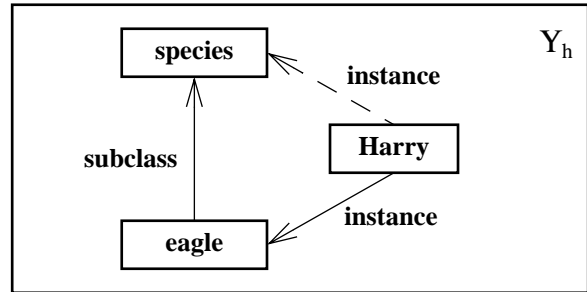 species
Y_h
instance
Harry
subclass
instance
eagle